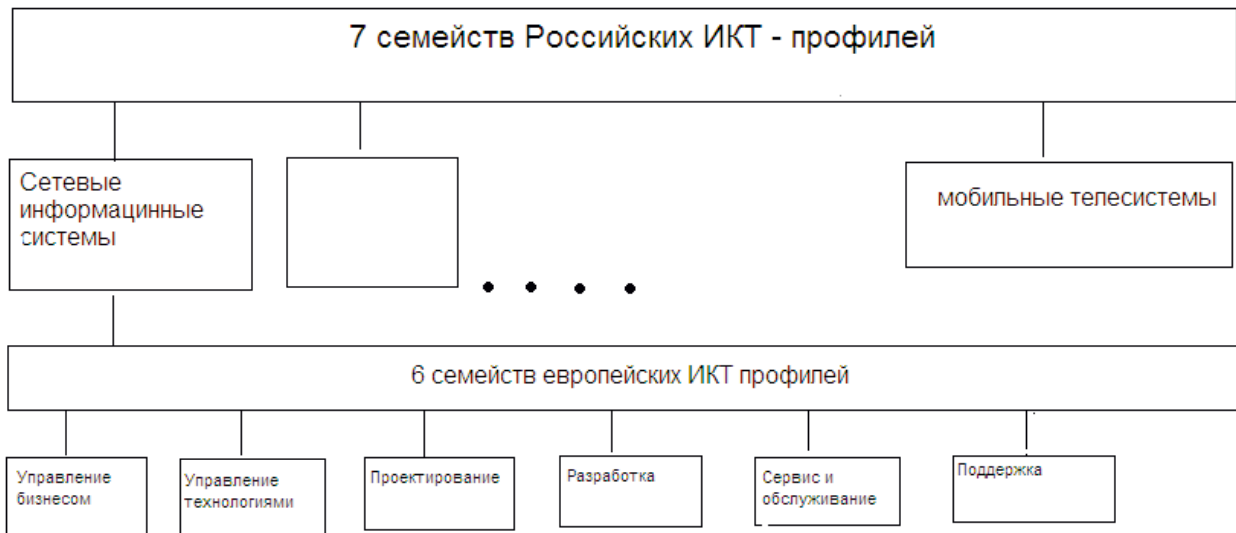 7 семейств Российских ИКТ - профилей
Сетевые
информацинные
системы
мобильные телесистемы
6 семейств европейских ИКТ профилей
Управление
бизнесом
Управление
технологиями
Проектирование
Разработка
Сервис и
обслуживание
Поддержка